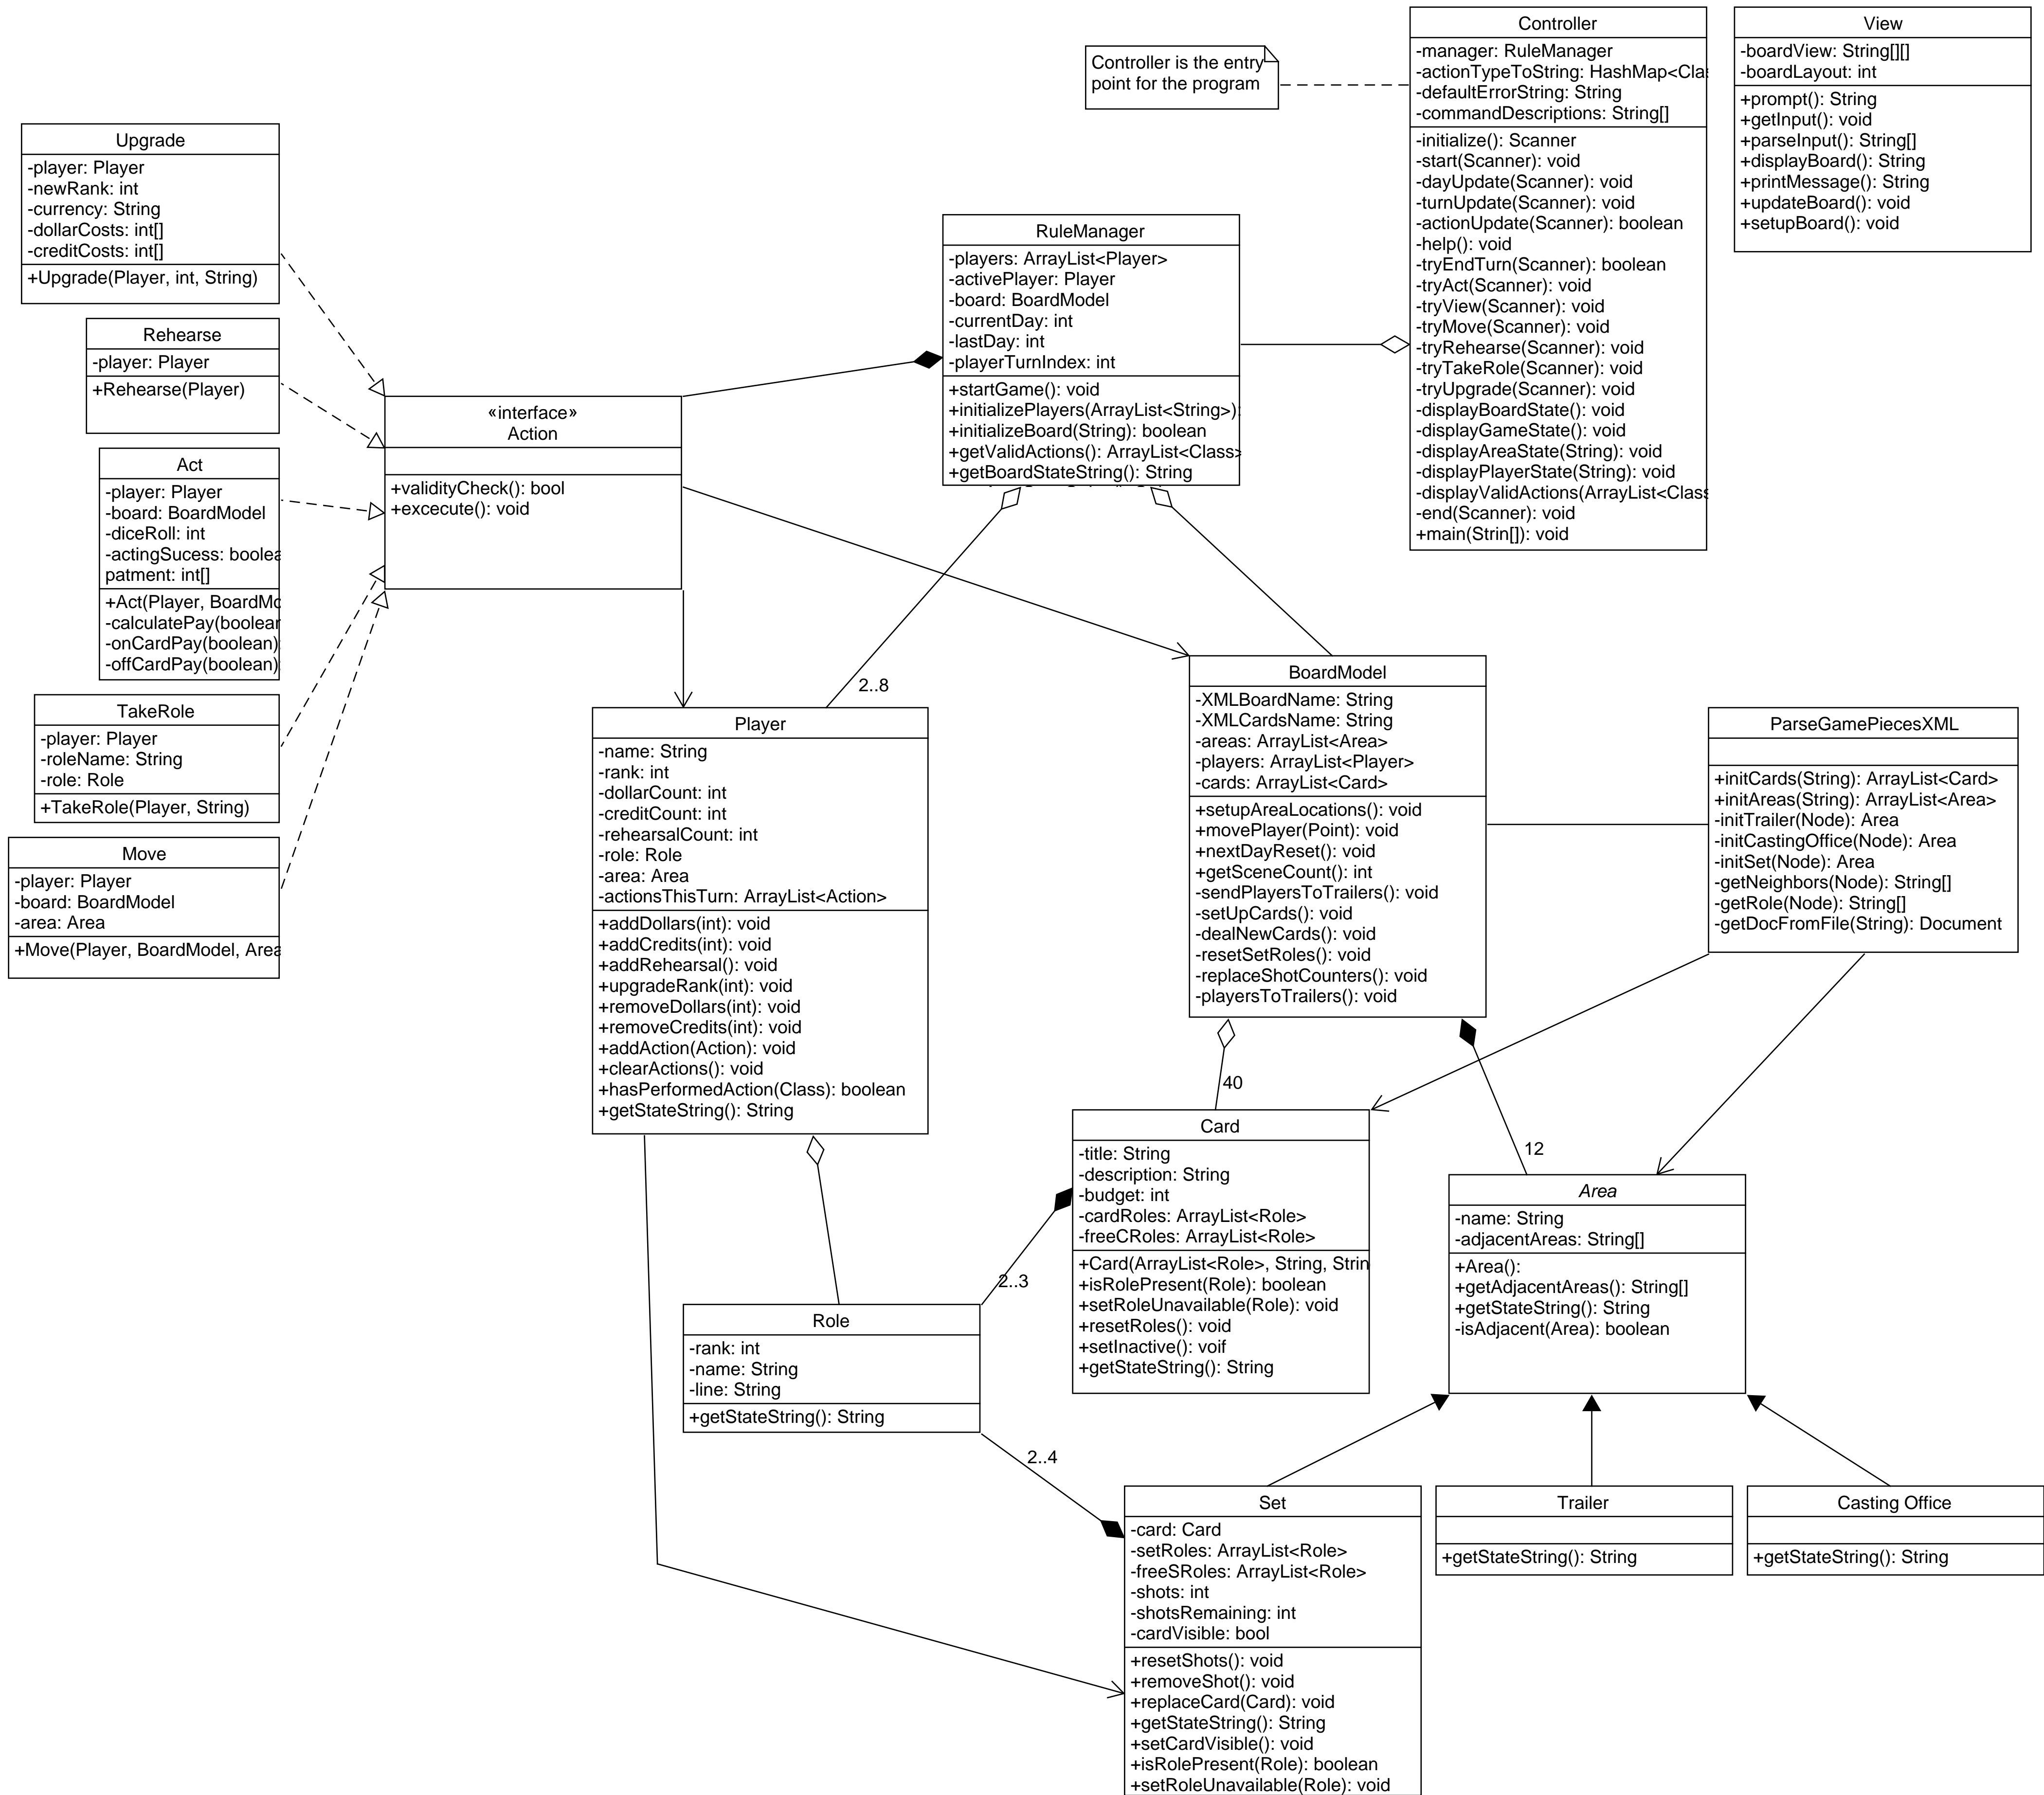 Controller is the entry
point for the program
Controller
-manager: RuleManager
-actionTypeToString: HashMap<Cla
-defaultErrorString: String
-commandDescriptions: String[]
-initialize(): Scanner
-start(Scanner): void
-dayUpdate(Scanner): void
-turnUpdate(Scanner): void
-actionUpdate(Scanner): boolean
-help(): void
-tryEndTurn(Scanner): boolean
-tryAct(Scanner): void
-tryView(Scanner): void
-tryMove(Scanner): void
-tryRehearse(Scanner): void
-tryTakeRole(Scanner): void
-tryUpgrade(Scanner): void
-displayBoardState(): void
-displayGameState(): void
-displayAreaState(String): void
-displayPlayerState(String): void
-displayValidActions(ArrayList<Class
-end(Scanner): void
+main(Strin[]): void
View
-boardView: String[][]
-boardLayout: int
+prompt(): String
+getInput(): void
+parseInput(): String[]
+displayBoard(): String
+printMessage(): String
+updateBoard(): void
+setupBoard(): void
Upgrade
-player: Player
-newRank: int
-currency: String
-dollarCosts: int[]
-creditCosts: int[]
+Upgrade(Player, int, String)
Rehearse
-player: Player
+Rehearse(Player)
Act
-player: Player
-board: BoardModel
-diceRoll: int
-actingSucess: boolea
patment: int[]
+Act(Player, BoardMo
-calculatePay(boolear
-onCardPay(boolean)
-offCardPay(boolean)
TakeRole
-player: Player
-roleName: String
-role: Role
+TakeRole(Player, String)
Move
-player: Player
-board: BoardModel
-area: Area
+Move(Player, BoardModel, Area
«interface»
Action
+validityCheck(): bool
+excecute(): void
RuleManager
-players: ArrayList<Player>
-activePlayer: Player
-board: BoardModel
-currentDay: int
-lastDay: int
-playerTurnIndex: int
+startGame(): void
+initializePlayers(ArrayList<String>):
+initializeBoard(String): boolean
+getValidActions(): ArrayList<Class>
+getBoardStateString(): String
2..8
Player
-name: String
-rank: int
-dollarCount: int
-creditCount: int
-rehearsalCount: int
-role: Role
-area: Area
-actionsThisTurn: ArrayList<Action>
+addDollars(int): void
+addCredits(int): void
+addRehearsal(): void
+upgradeRank(int): void
+removeDollars(int): void
+removeCredits(int): void
+addAction(Action): void
+clearActions(): void
+hasPerformedAction(Class): boolean
+getStateString(): String
BoardModel
-XMLBoardName: String
-XMLCardsName: String
-areas: ArrayList<Area>
-players: ArrayList<Player>
-cards: ArrayList<Card>
+setupAreaLocations(): void
+movePlayer(Point): void
+nextDayReset(): void
+getSceneCount(): int
-sendPlayersToTrailers(): void
-setUpCards(): void
-dealNewCards(): void
-resetSetRoles(): void
-replaceShotCounters(): void
-playersToTrailers(): void
ParseGamePiecesXML
+initCards(String): ArrayList<Card>
+initAreas(String): ArrayList<Area>
-initTrailer(Node): Area
-initCastingOffice(Node): Area
-initSet(Node): Area
-getNeighbors(Node): String[]
-getRole(Node): String[]
-getDocFromFile(String): Document
40
12
Card
-title: String
-description: String
-budget: int
-cardRoles: ArrayList<Role>
-freeCRoles: ArrayList<Role>
+Card(ArrayList<Role>, String, Strin
+isRolePresent(Role): boolean
+setRoleUnavailable(Role): void
+resetRoles(): void
+setInactive(): voif
+getStateString(): String
Area
-name: String
-adjacentAreas: String[]
+Area():
+getAdjacentAreas(): String[]
+getStateString(): String
-isAdjacent(Area): boolean
2..3
Role
-rank: int
-name: String
-line: String
+getStateString(): String
2..4
Set
-card: Card
-setRoles: ArrayList<Role>
-freeSRoles: ArrayList<Role>
-shots: int
-shotsRemaining: int
-cardVisible: bool
+resetShots(): void
+removeShot(): void
+replaceCard(Card): void
+getStateString(): String
+setCardVisible(): void
+isRolePresent(Role): boolean
+setRoleUnavailable(Role): void
Trailer
+getStateString(): String
Casting Office
+getStateString(): String